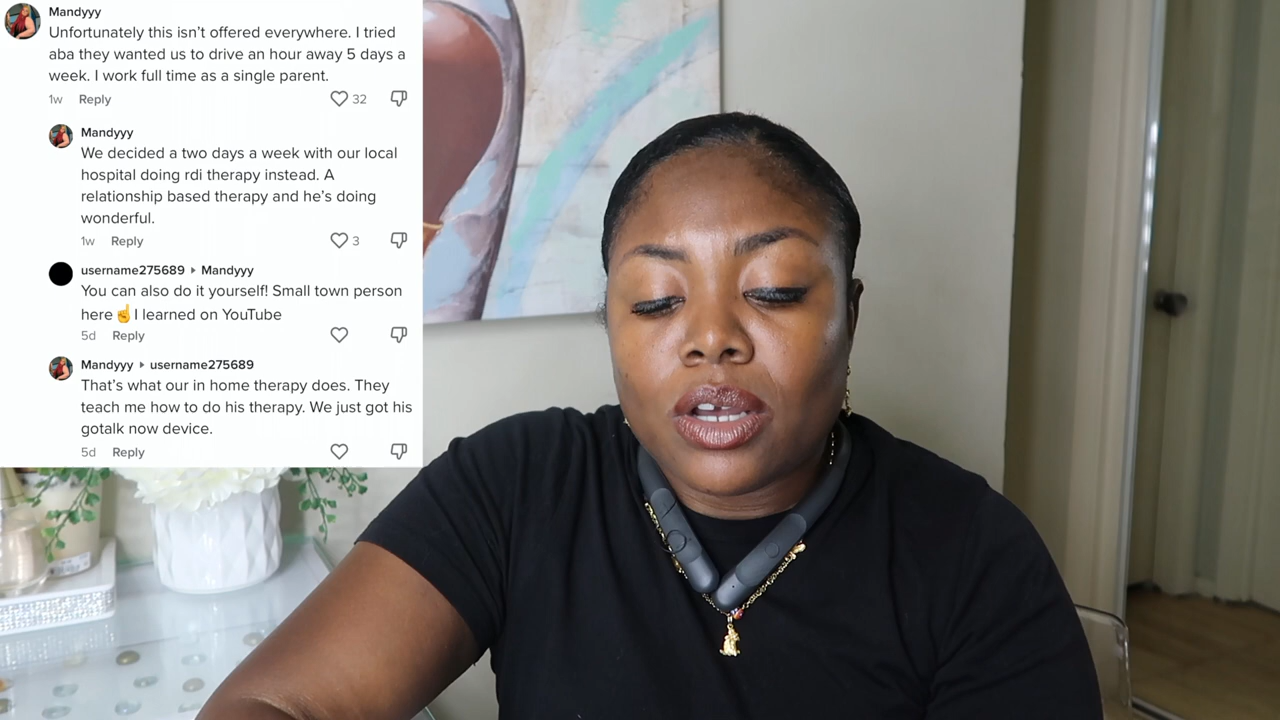 Mandyyy
Unfortunately this isn't offered everywhere. I tried
aba they wanted us to drive an hour away 5 days a
week. I work full time as a single parent.
1w Reply 32
Mandyyy
We decided a two days a week with our local
hospital doing rdi therapy instead. A
relationship based therapy and he's doing
wonderful.
1w Reply 3
username275689 Mandyyy
You can also do it yourself! Small town person
here☝️I learned on YouTube
5d Reply
Mandyyy username275689
That's what our in home therapy does. They
teach me how to do his therapy. We just got his
gotalk now device.
5d Reply